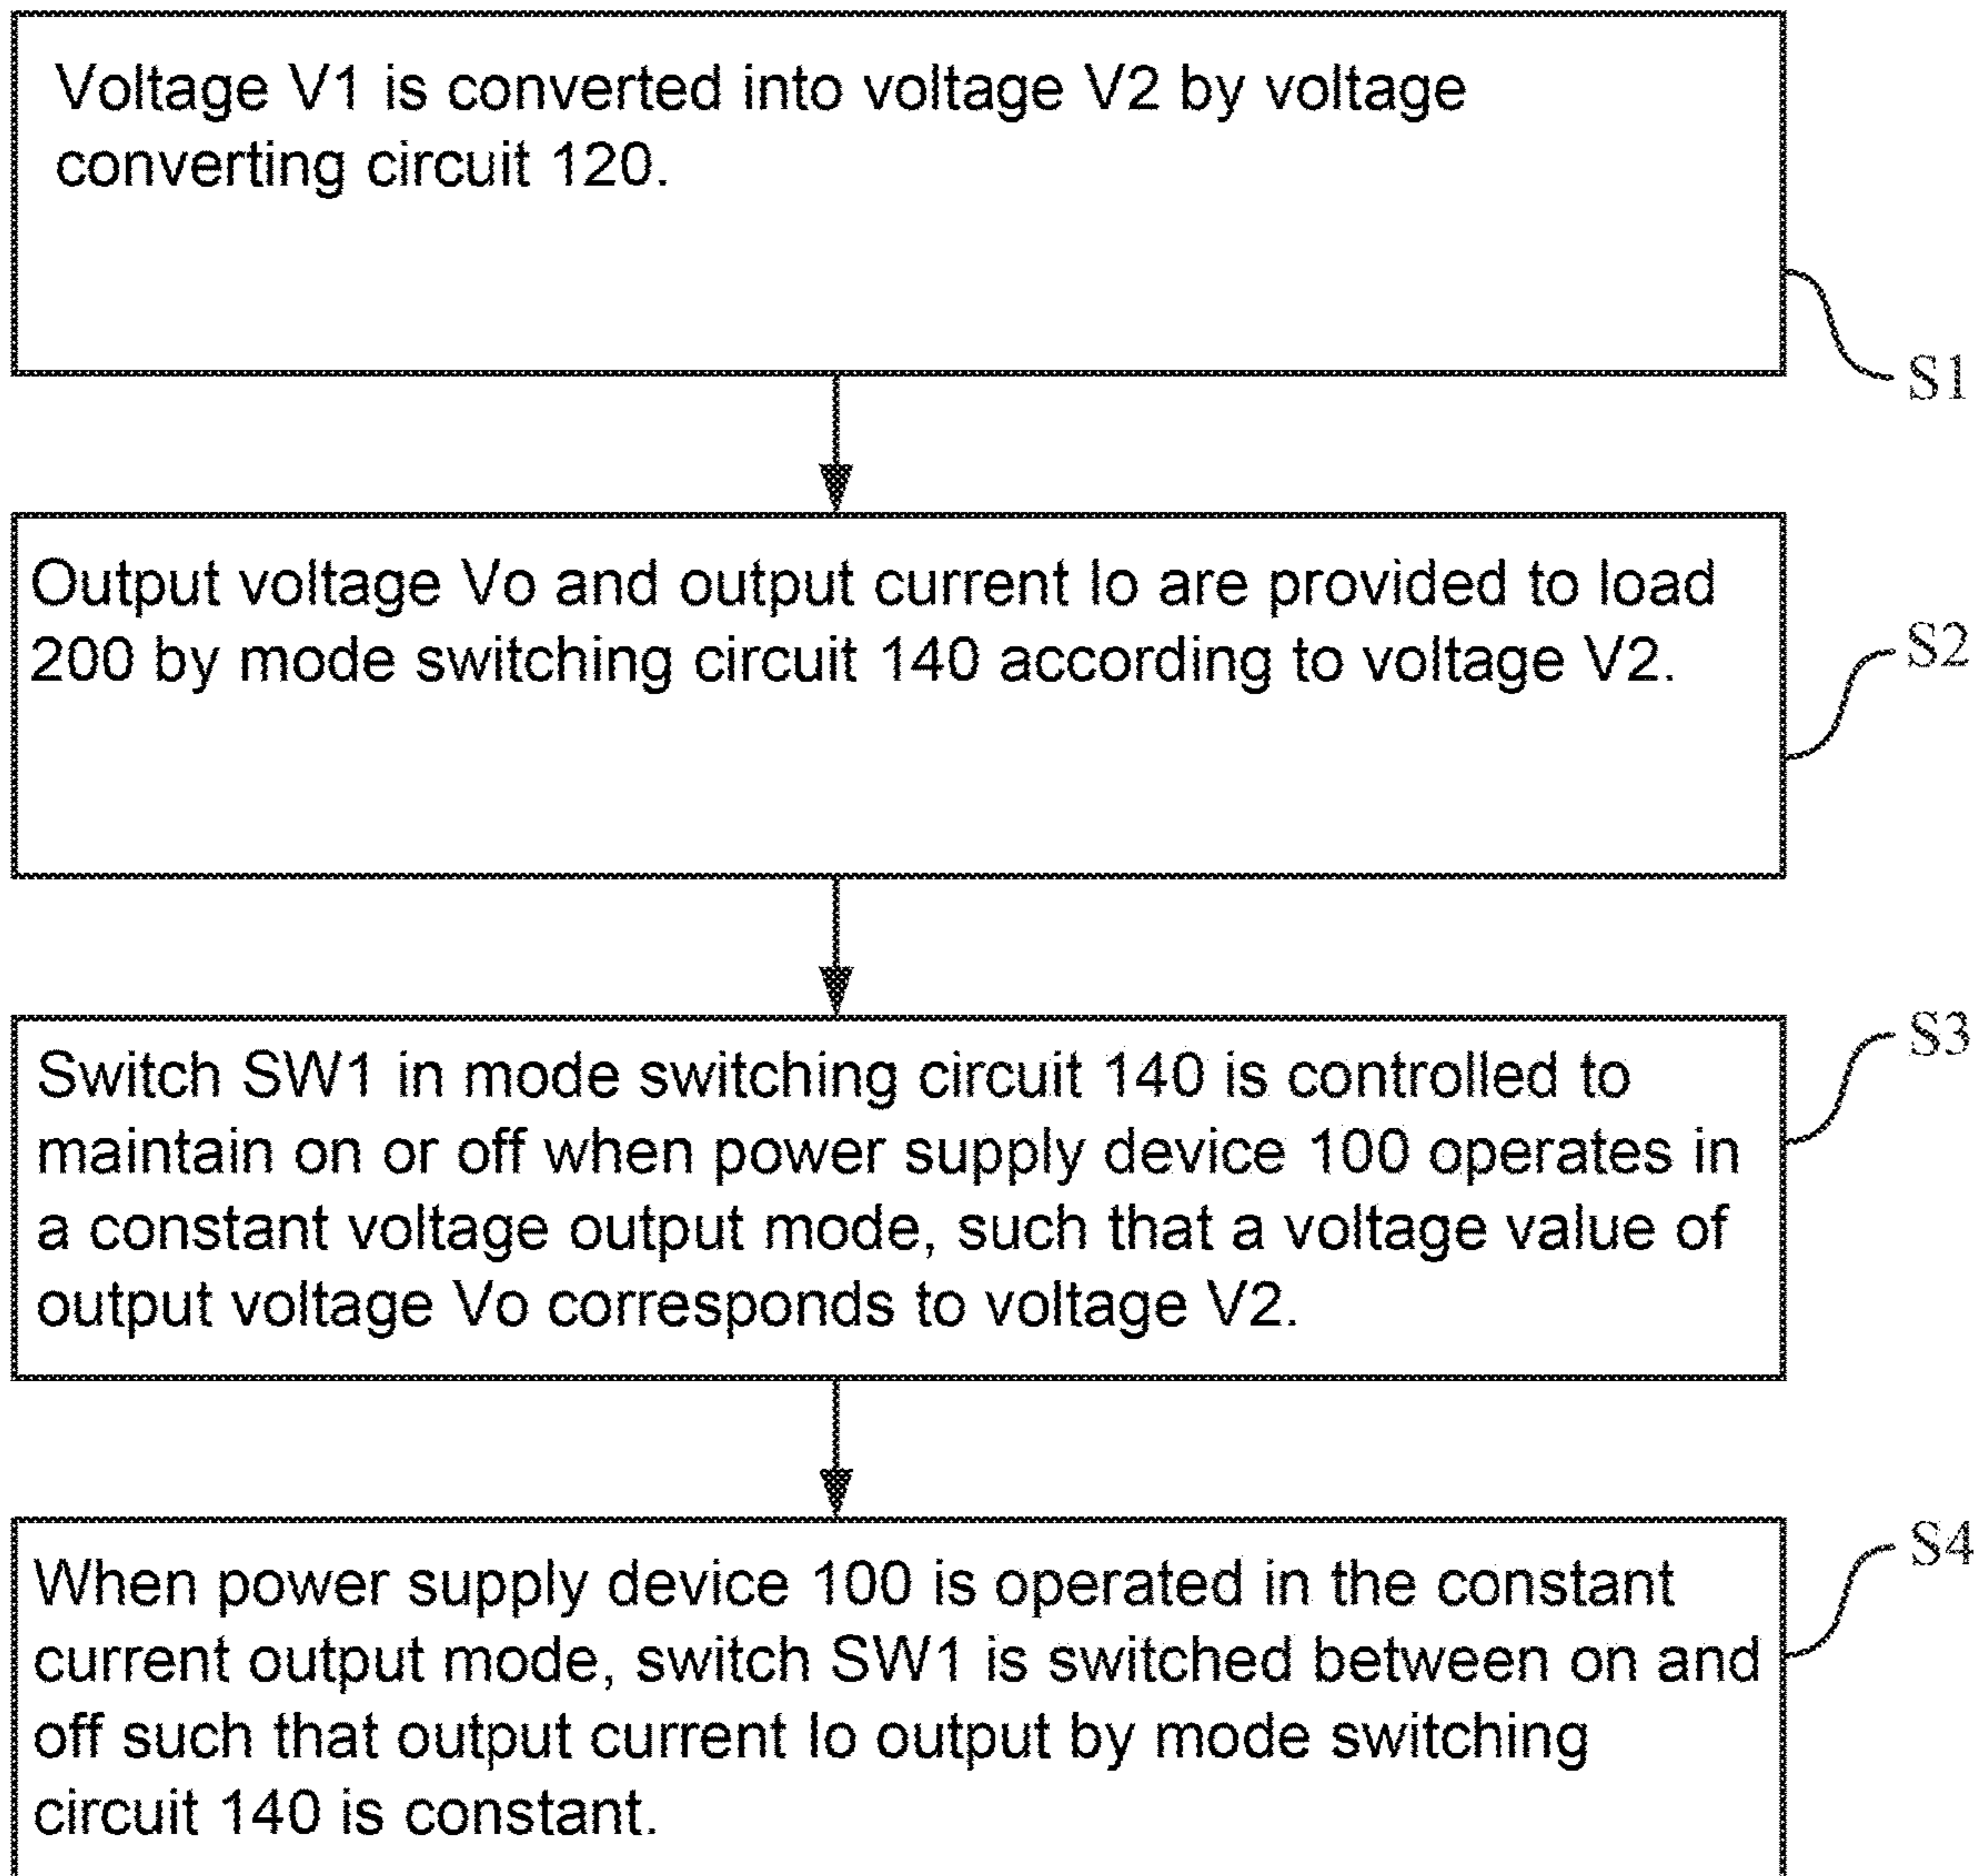 Voltage V1 is converted into voltage V2 by voltage
converting circuit 120.
S1
Output voltage Vo and output current Io are provided to load
200 by mode switching circuit 140 according to voltage V2.
S2
Switch SW1 in mode switching circuit 140 is controlled to
maintain on or off when power supply device 100 operates in
a constant voltage output mode, such that a voltage value of
output voltage Vo corresponds to voltage V2.
S3
When power supply device 100 is operated in the constant
current output mode, switch SW1 is switched between on and
off such that output current Io output by mode switching
circuit 140 is constant.
S4